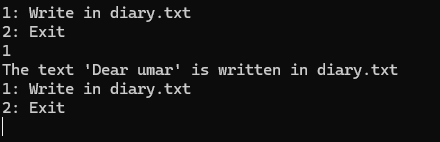 1: Write in diary.txt
2: Exit
1
The text 'Dear umar' is written in diary.txt
1: Write in diary.txt
2: Exit